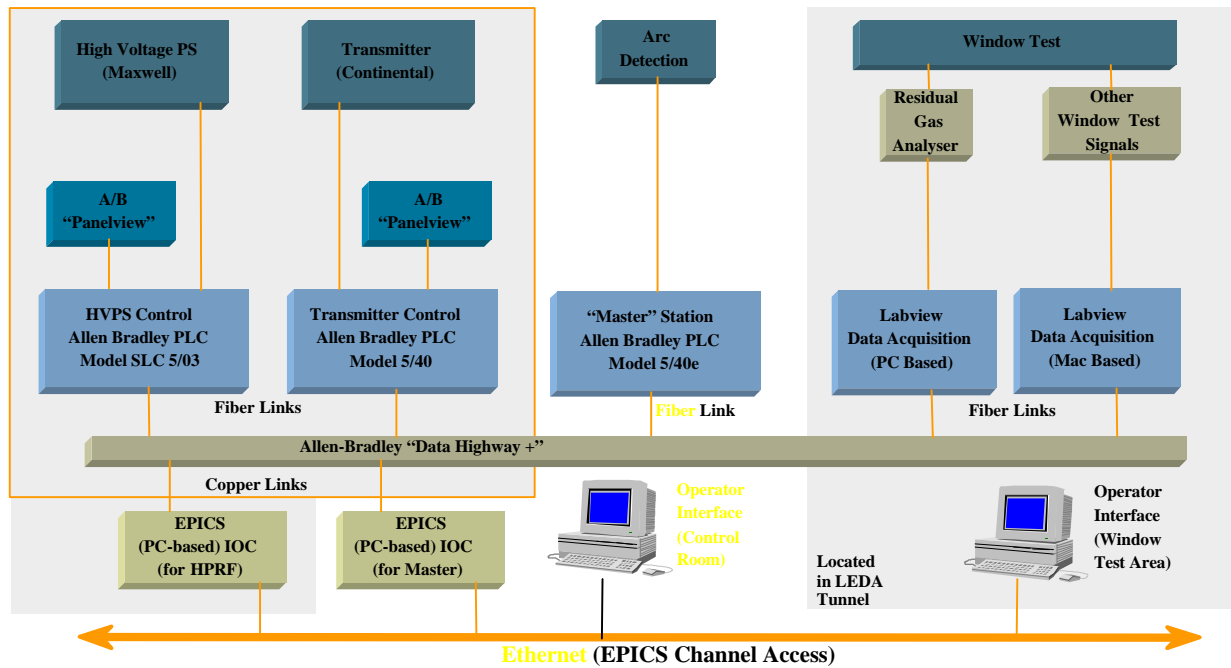 High Voltage PS
(Maxwell)
Transmitter
(Continental)
Arc
Detection
Window Test
Residual
Gas
Analyser
Other
Window Test
Signals
A/B
“Panelview”
A/B
“Panelview”
HVPS Control
Allen Bradley PLC
Model SLC 5/03
Transmitter Control
Allen Bradley PLC
Model 5/40
“Master” Station
Allen Bradley PLC
Model 5/40e
Labview
Data Acquisition
(PC Based)
Labview
Data Acquisition
(Mac Based)
Fiber Links
Fiber Link
Fiber Links
Allen-Bradley “Data Highway +”
Copper Links
EPICS
(PC-based) IOC
(for HPRF)
EPICS
(PC-based) IOC
(for Master)
Operator
Interface
(Control
Room)
Located
in LEDA
Tunnel
Operator
Interface
(Window
Test Area)
Ethernet (EPICS Channel Access)